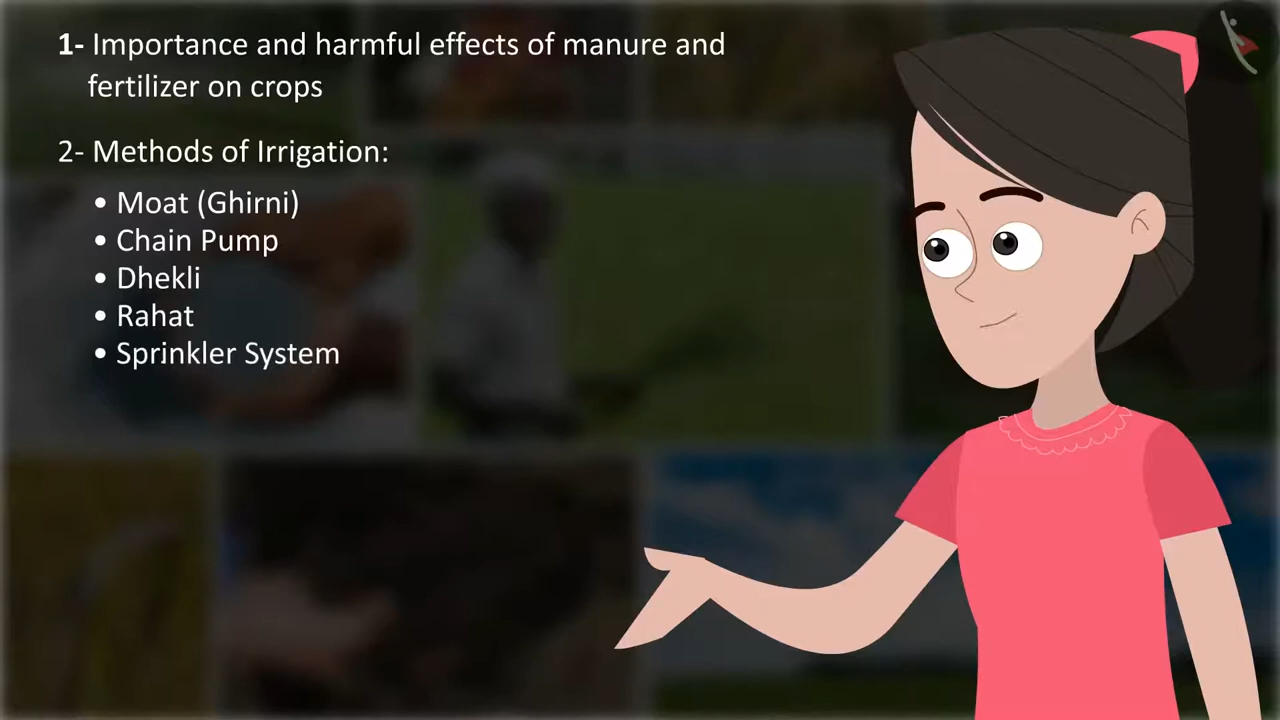 1- Importance and harmful effects of manure and
fertilizer on crops
2- Methods of Irrigation:
• Moat (Ghirni)
• Chain Pump
• Dhekli
• Rahat
• Sprinkler System